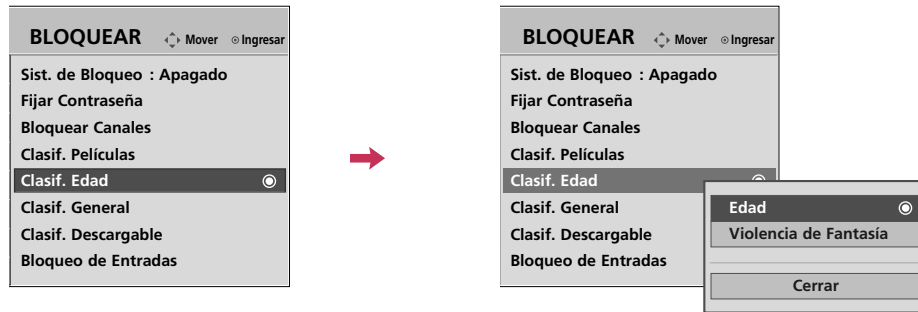 BLOQUEAR Mover Ingresar
Sist. de Bloqueo : Apagado
Fijar Contraseña
Bloquear Canales
Clasif. Películas
Clasif. Edad
Clasif. General
Clasif. Descargable
Bloqueo de Entradas
BLOQUEAR Mover Ingresar
Sist. de Bloqueo : Apagado
Fijar Contraseña
Bloquear Canales
Clasif. Películas
Clasif. Edad
Clasif. General
Clasif. Descargable
Bloqueo de Entradas
Edad
Violencia de Fantasía
Cerrar